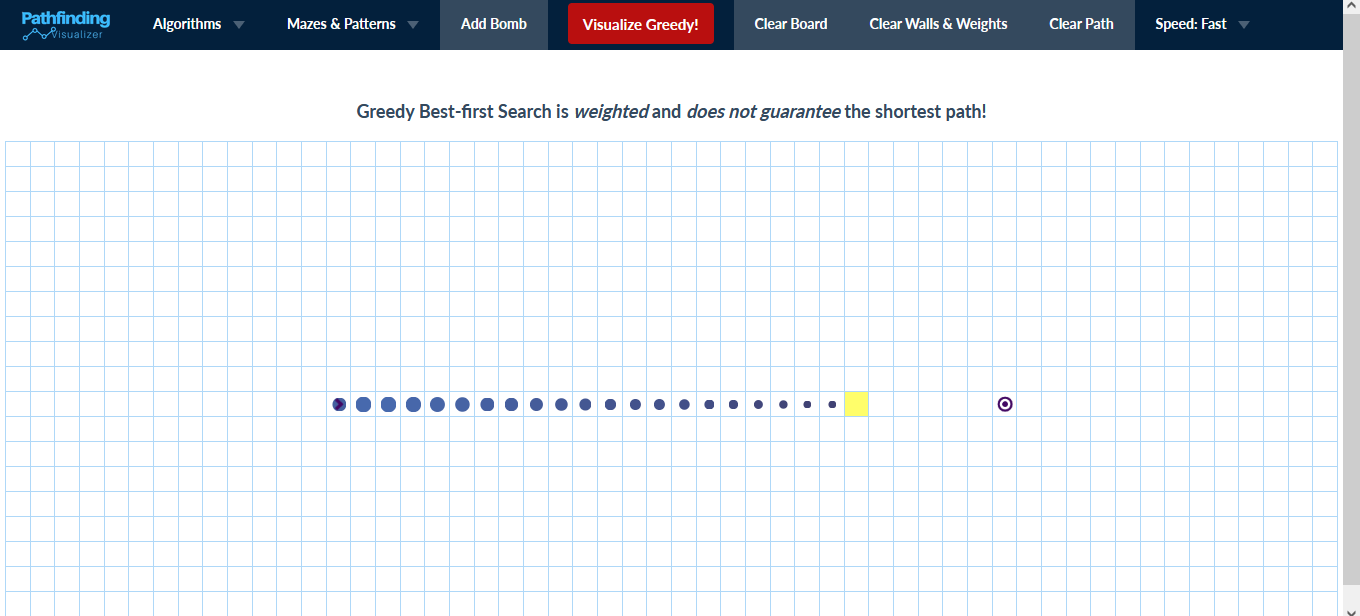 Pathfinding
Visualizer
Algorithms
Mazes & Patterns
Add Bomb
Visualize Greedy!
Clear Board
Clear Walls & Weights
Clear Path
Speed: Fast
Greedy Best-first Search is weighted and does not guarantee the shortest path!